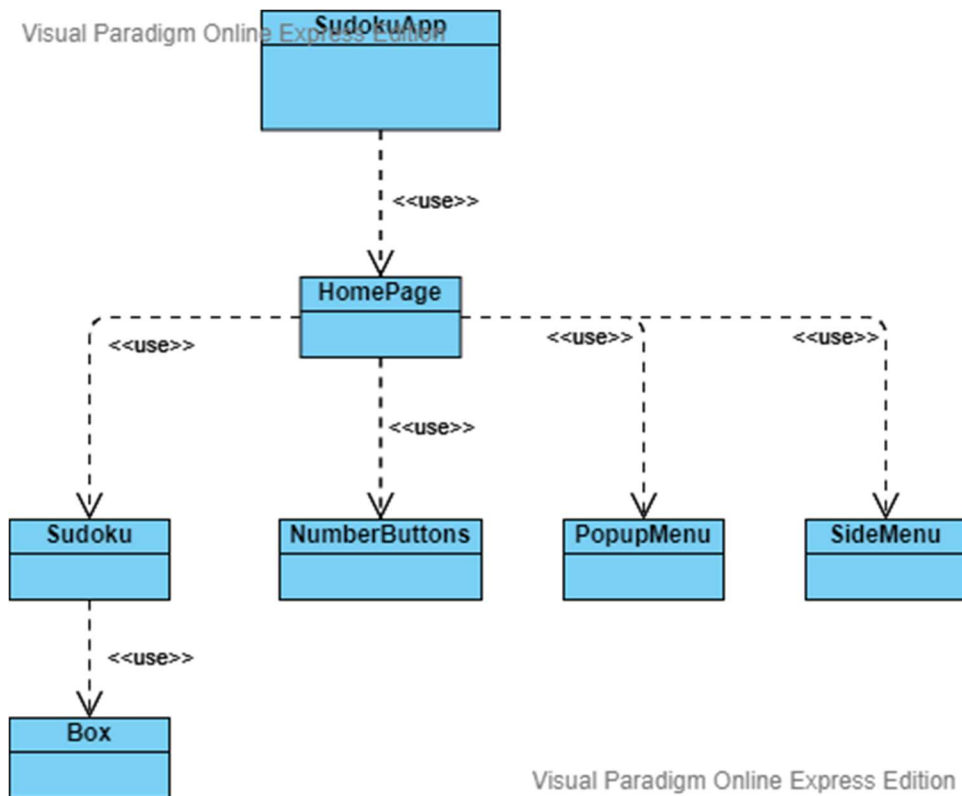 SudokuApp
Visual Paradigm Online Express Edition
<<use>>
HomePage
<<use>>
<<use>>
<<use>>
<<use>>
Sudoku
NumberButtons
PopupMenu
SideMenu
<<use>>
Box
Visual Paradigm Online Express Edition